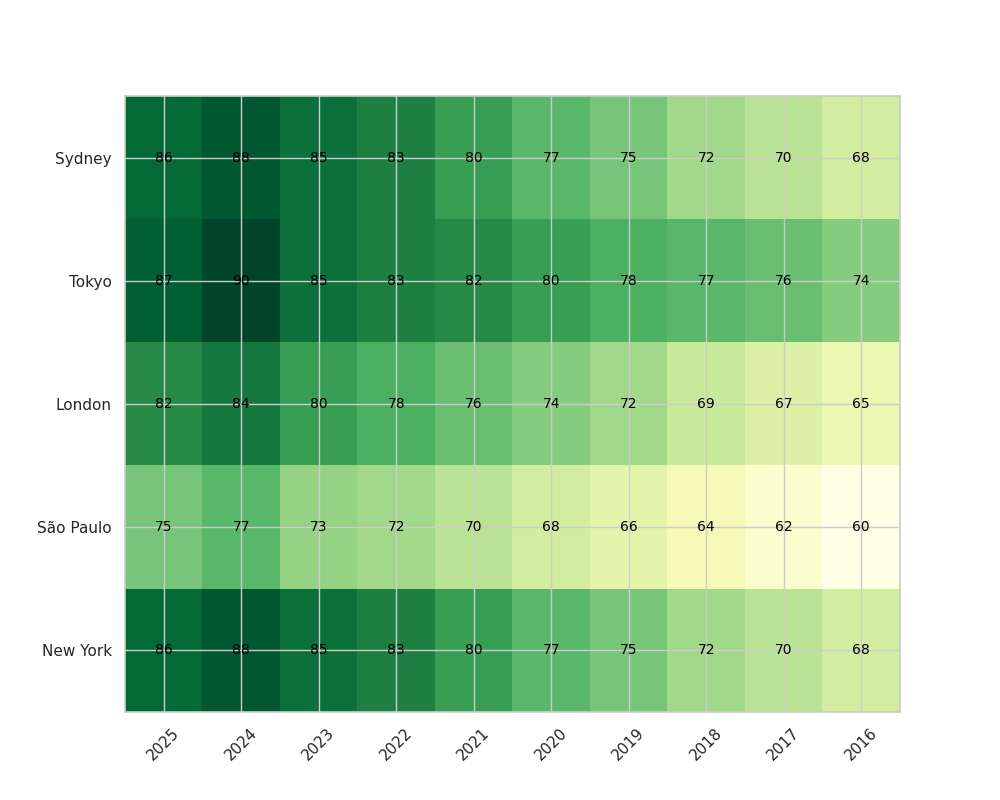 Sydney 86 88 85 83 80 77 75 72 70 68
Tokyo 87 90 85 83 82 80 78 77 76 74
London 82 84 80 78 76 74 72 69 67 65
São Paulo 75 77 73 72 70 68 66 64 62 60
New York 86 88 85 83 80 77 75 72 70 68
2025 2024 2023 2022 2021 2020 2019 2018 2017 2016